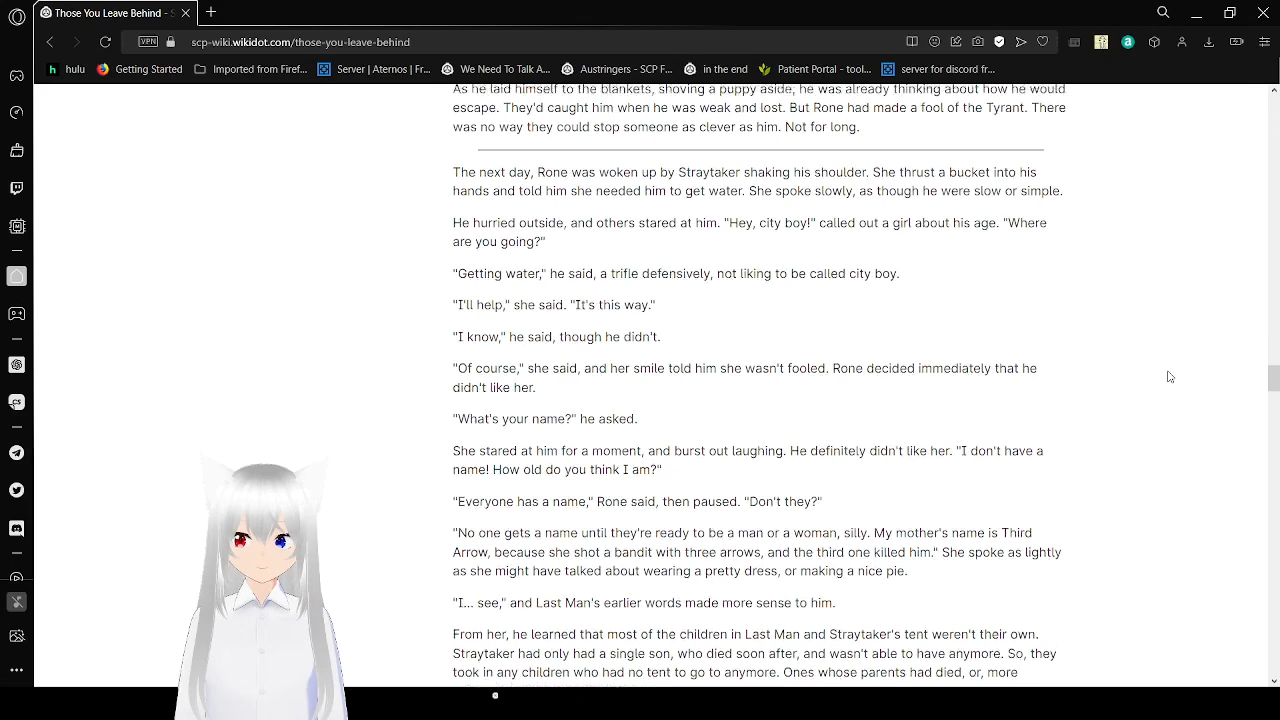 Those You Leave Behind - S
scp-wiki.wikidot.com/those-you-leave-behind
VPN
hulu
Getting Started
Imported from Firef...
Server | Aternos | Fr...
We Need To Talk A...
Austringers - SCP F...
in the end
Patient Portal - tool...
server for discord fr...
As he laid himself to the blankets, shoving a puppy aside, he was already thinking about how he would
escape. They'd caught him when he was weak and lost. But Rone had made a fool of the Tyrant. There
was no way they could stop someone as clever as him. Not for long.
The next day, Rone was woken up by Straytaker shaking his shoulder. She thrust a bucket into his
hands and told him she needed him to get water. She spoke slowly, as though he were slow or simple.
He hurried outside, and others stared at him. "Hey, city boy!" called out a girl about his age. "Where
are you going?"
"Getting water," he said, a trifle defensively, not liking to be called city boy.
"I'll help," she said. "It's this way."
"I know," he said, though he didn't.
"Of course," she said, and her smile told him she wasn't fooled. Rone decided immediately that he
didn't like her.
"What's your name?" he asked.
She stared at him for a moment, and burst out laughing. He definitely didn't like her. "I don't have a
name! How old do you think I am?"
"Everyone has a name," Rone said, then paused. "Don't they?"
"No one gets a name until they're ready to be a man or a woman, silly. My mother's name is Third
Arrow, because she shot a bandit with three arrows, and the third one killed him." She spoke as lightly
as she might have talked about wearing a pretty dress, or making a nice pie.
"I... see," and Last Man's earlier words made more sense to him.
From her, he learned that most of the children in Last Man and Straytaker's tent weren't their own.
Straytaker had only had a single son, who died soon after, and wasn't able to have anymore. So, they
took in any children who had no tent to go to anymore. Ones whose parents had died, or, more